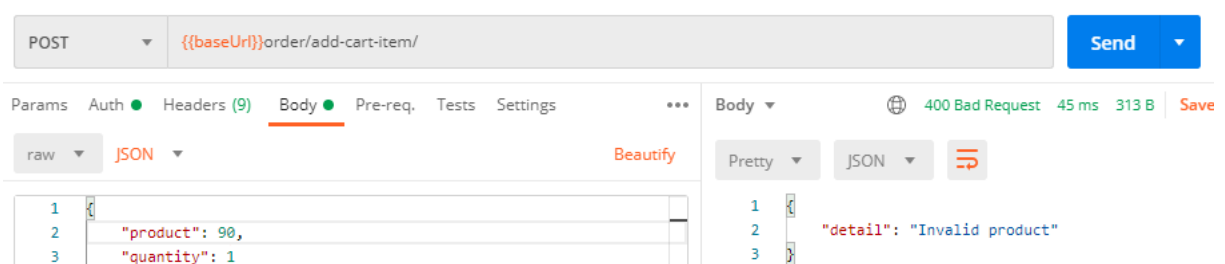 POST {{baseUrl}}order/add-cart-item/ Send
Params Auth Headers (9) Body Pre-req. Tests Settings ••• Body 400 Bad Request 45 ms 313 B Save
raw JSON Beautify Pretty JSON
1 {
2 "product": 90,
3 "quantity": 1
1 {
2 "detail": "Invalid product"
3 }